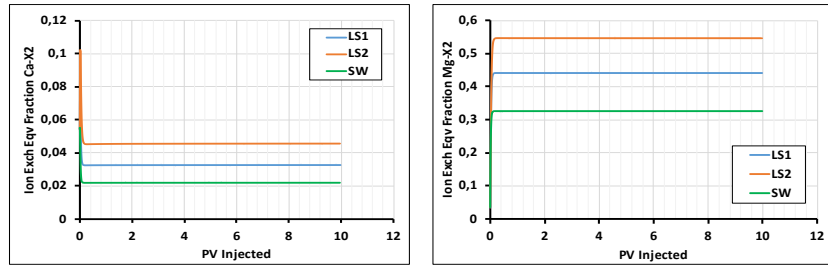 Ion Exch Eqv Fraction Ca-X2
0,12
0,1
0,08
0,06
0,04
0,02
0
0 2 4 6 8 10 12
PV Injected
LS1
LS2
SW
Ion Exch Eqv Fraction Mg-X2
0,6
0,5
0,4
0,3
0,2
0,1
0
0 2 4 6 8 10 12
PV Injected
LS1
LS2
SW